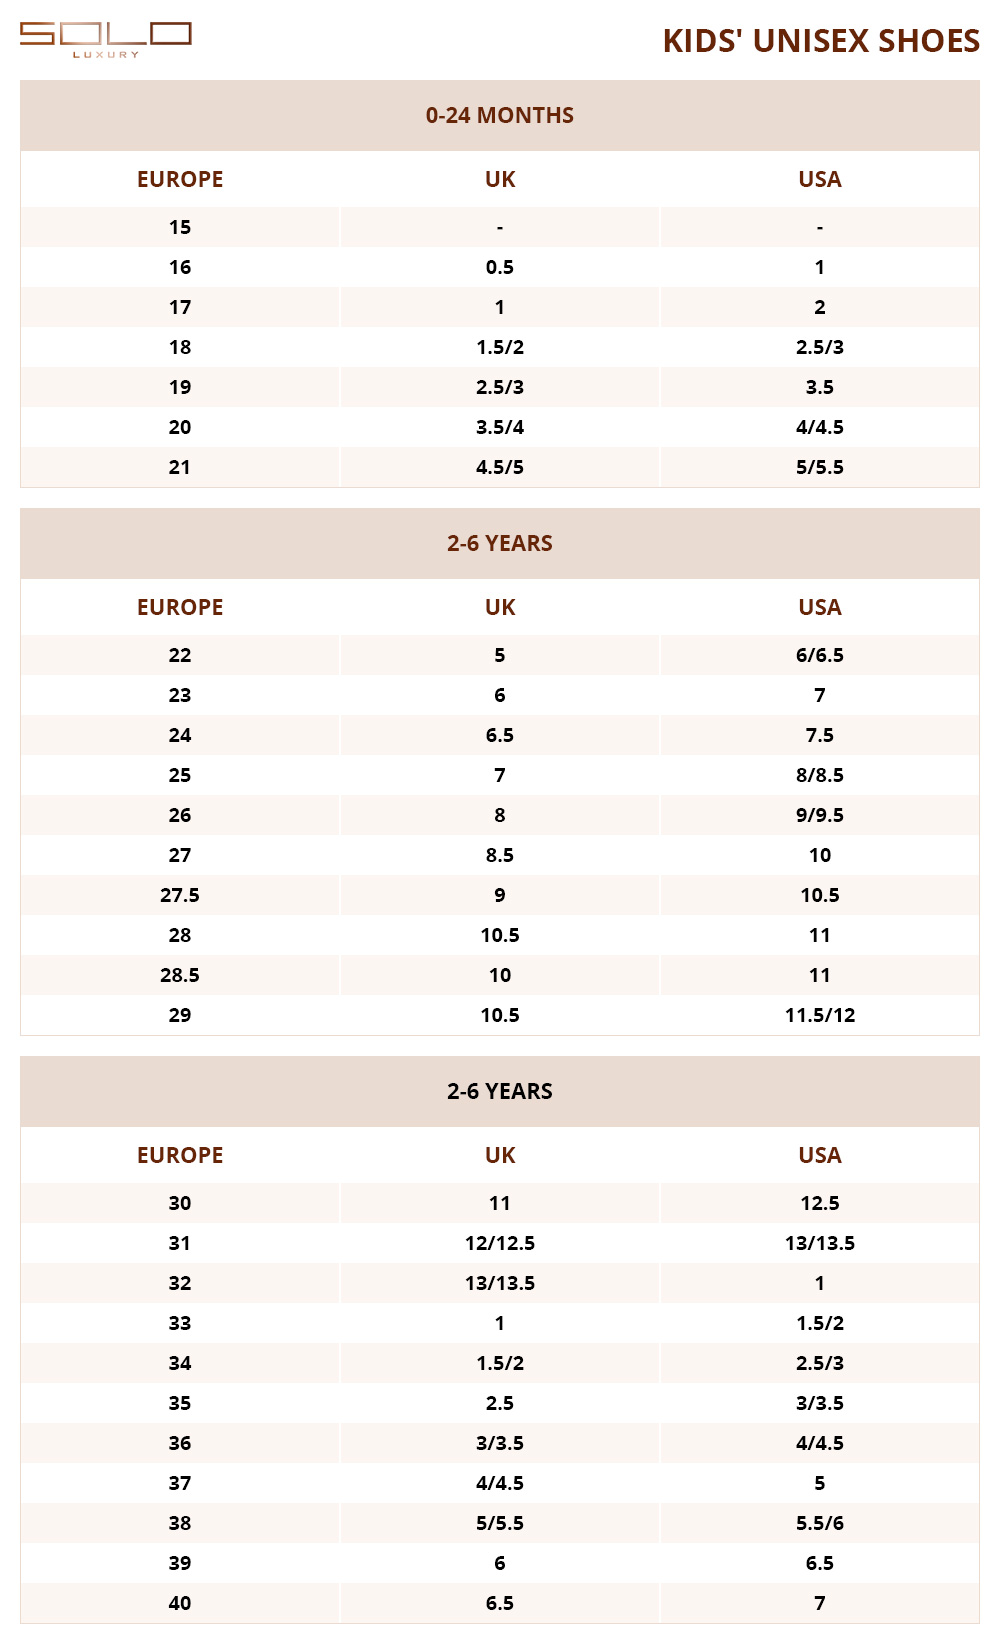 SOLO
LUXURY
KIDS' UNISEX SHOES
0-24 MONTHS
EUROPE UK USA
15 - -
16 0.5 1
17 1 2
18 1.5/2 2.5/3
19 2.5/3 3.5
20 3.5/4 4/4.5
21 4.5/5 5/5.5
2-6 YEARS
EUROPE UK USA
22 5 6/6.5
23 6 7
24 6.5 7.5
25 7 8/8.5
26 8 9/9.5
27 8.5 10
27.5 9 10.5
28 10.5 11
28.5 10 11
29 10.5 11.5/12
2-6 YEARS
EUROPE UK USA
30 11 12.5
31 12/12.5 13/13.5
32 13/13.5 1
33 1 1.5/2
34 1.5/2 2.5/3
35 2.5 3/3.5
36 3/3.5 4/4.5
37 4/4.5 5
38 5/5.5 5.5/6
39 6 6.5
40 6.5 7